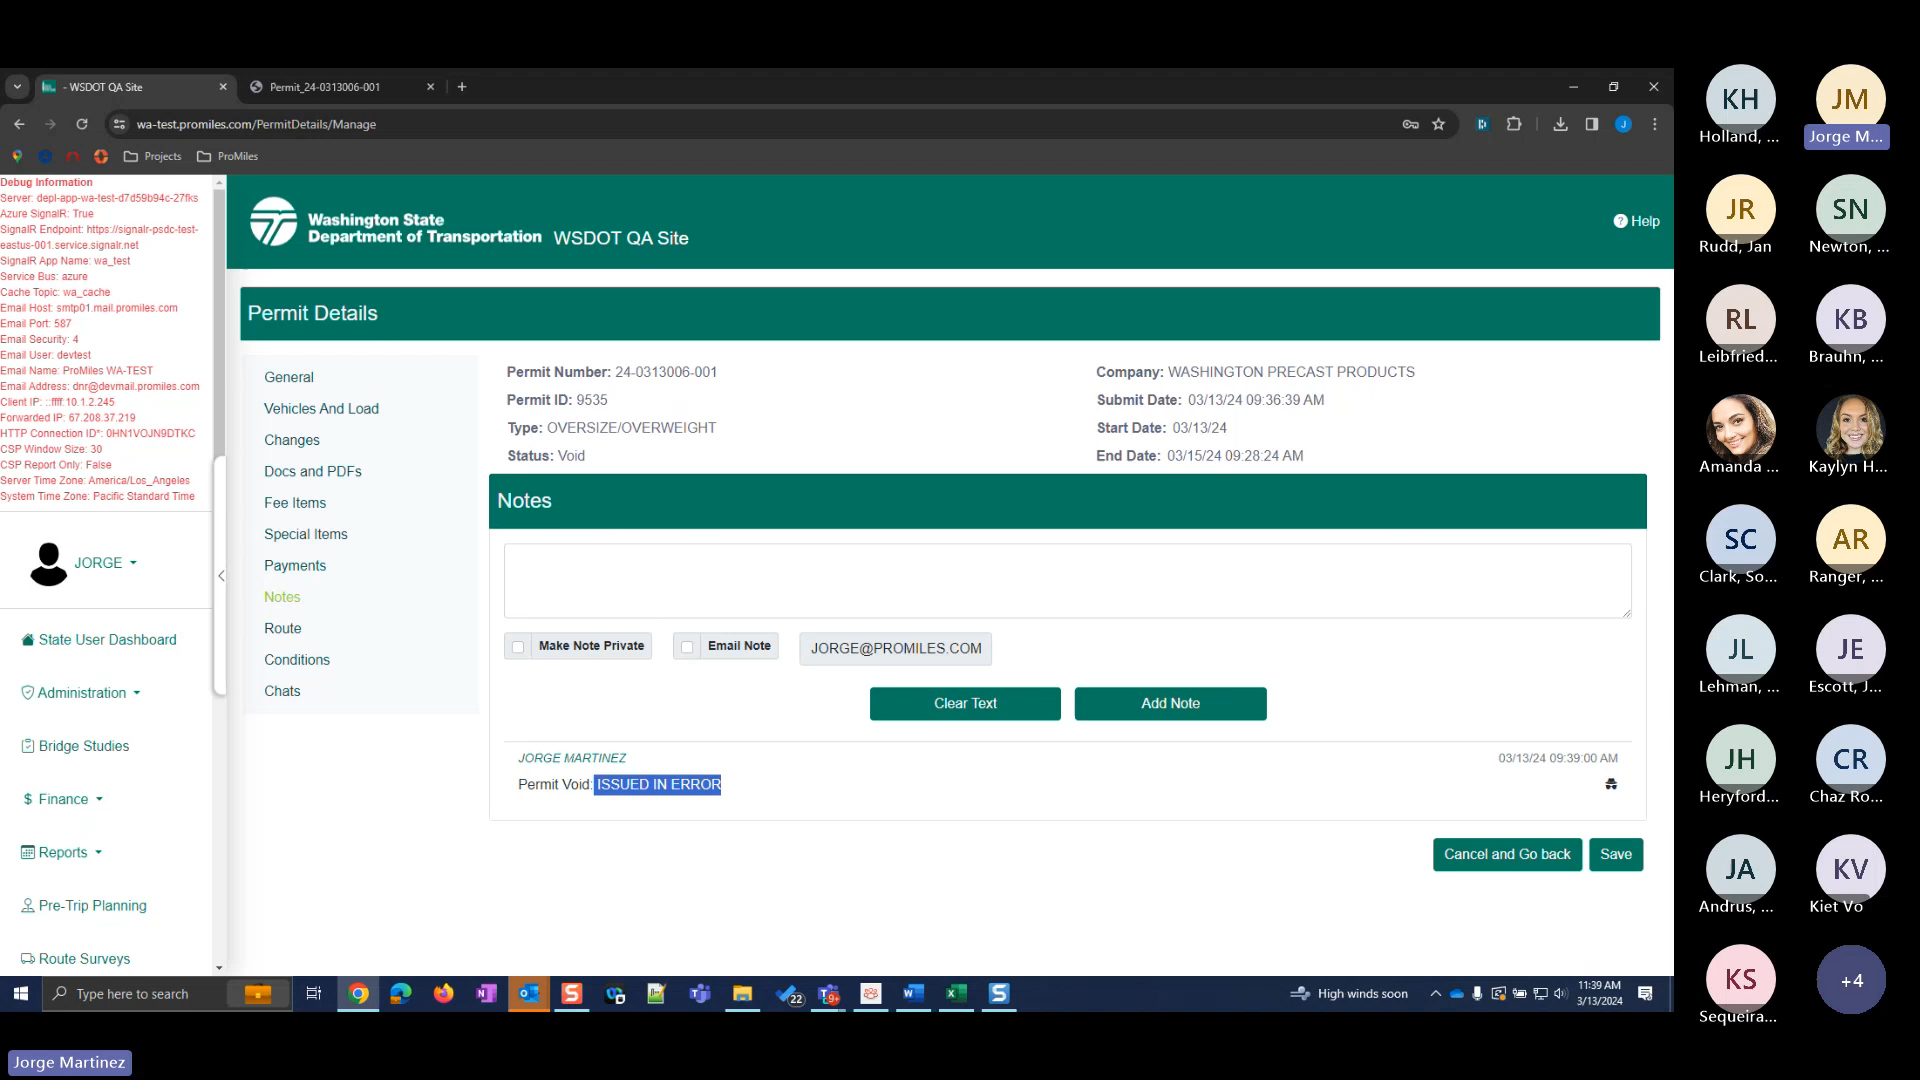 - WSDOT QA Site
Permit_24-0313006-001
wa-test.promiles.com/PermitDetails/Manage
J
Projects
ProMiles
Debug Information
Server: depl-app-wa-test-d7d59b94c-27fks
Azure SignalR: True
SignalR Endpoint: https://signalr-psdc-test-
eastus-001.service.signalr.net
SignalR App Name: wa_test
Service Bus: azure
Cache Topic: wa_cache
Email Host: smtp01.mail.promiles.com
Email Port: 587
Email Security: 4
Email User: devtest
Email Name: ProMiles WA-TEST
Email Address: dnr@devmail.promiles.com
Client IP: ::ffff:10.1.2.245
Forwarded IP: 67.208.37.219
HTTP Connection ID*: 0HN1VOJN9DTKC
CSP Window Size: 30
CSP Report Only: False
Server Time Zone: America/Los_Angeles
System Time Zone: Pacific Standard Time
JORGE
State User Dashboard
Administration
Bridge Studies
$ Finance
Reports
Pre-Trip Planning
Route Surveys
Washington State
Department of Transportation
WSDOT QA Site
? Help
Permit Details
General
Vehicles And Load
Changes
Docs and PDFs
Fee Items
Special Items
Payments
Notes
Route
Conditions
Chats
Permit Number: 24-0313006-001
Permit ID: 9535
Type: OVERSIZE/OVERWEIGHT
Status: Void
Company: WASHINGTON PRECAST PRODUCTS
Submit Date: 03/13/24 09:36:39 AM
Start Date: 03/13/24
End Date: 03/15/24 09:28:24 AM
Notes
Make Note Private
Email Note
JORGE@PROMILES.COM
Clear Text
Add Note
JORGE MARTINEZ
03/13/24 09:39:00 AM
Permit Void: ISSUED IN ERROR
Cancel and Go back
Save
Type here to search
22
9+
High winds soon
11:39 AM
3/13/2024
Jorge Martinez
KH
Holland, ...
JM
Jorge M...
JR
Rudd, Jan
SN
Newton, ...
RL
Leibfried...
KB
Brauhn, ...
Amanda ...
Kaylyn H...
SC
Clark, So...
AR
Ranger, ...
JL
Lehman, ...
JE
Escott, J...
JH
Heryford...
CR
Chaz Ro...
JA
Andrus, ...
KV
Kiet Vo
KS
Sequeira...
+4